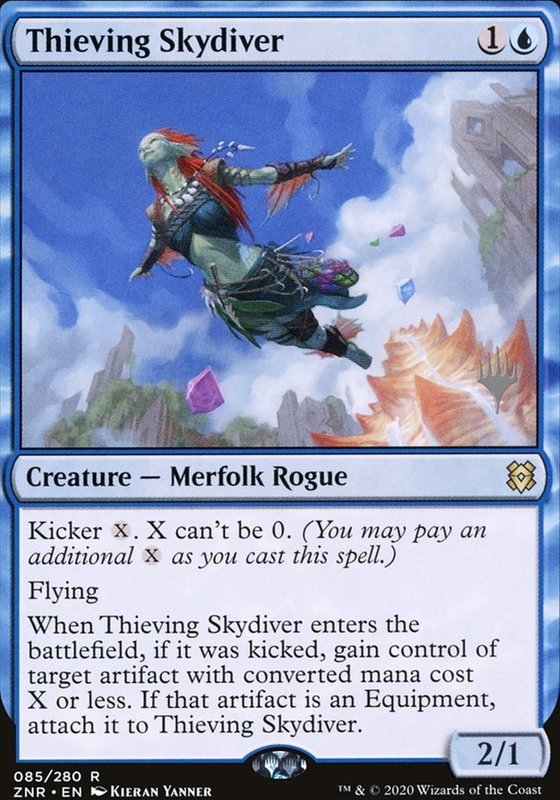 Thieving Skydiver 1
Creature — Merfolk Rogue
Kicker X. X can't be 0. (You may pay an
additional X as you cast this spell.)
Flying
When Thieving Skydiver enters the
battlefield, if it was kicked, gain control of
target artifact with converted mana cost
X or less. If that artifact is an Equipment,
attach it to Thieving Skydiver.
2/1
085/280 R
ZNR • EN KIERAN YANNER
™ & © 2020 Wizards of the Coast